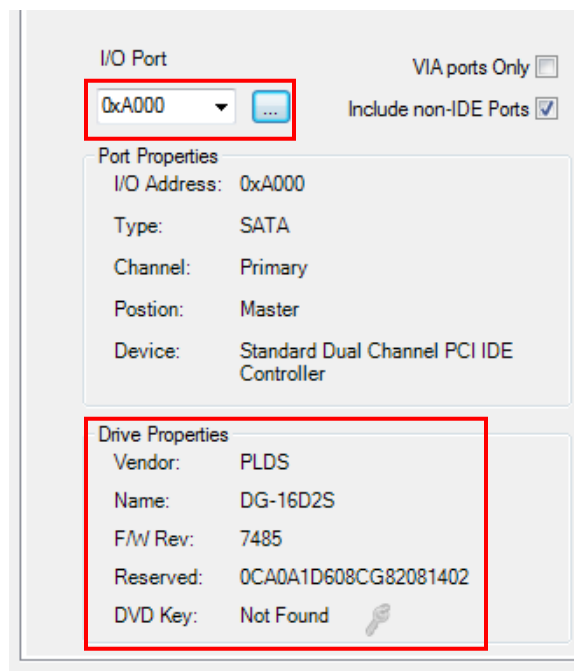 I/O Port
VIA ports Only
0xA000
...
Include non-IDE Ports
Port Properties
I/O Address: 0xA000
Type: SATA
Channel: Primary
Postion: Master
Device: Standard Dual Channel PCI IDE
Controller
Drive Properties
Vendor: PLDS
Name: DG-16D2S
F/W Rev: 7485
Reserved: 0CA0A1D608CG82081402
DVD Key: Not Found